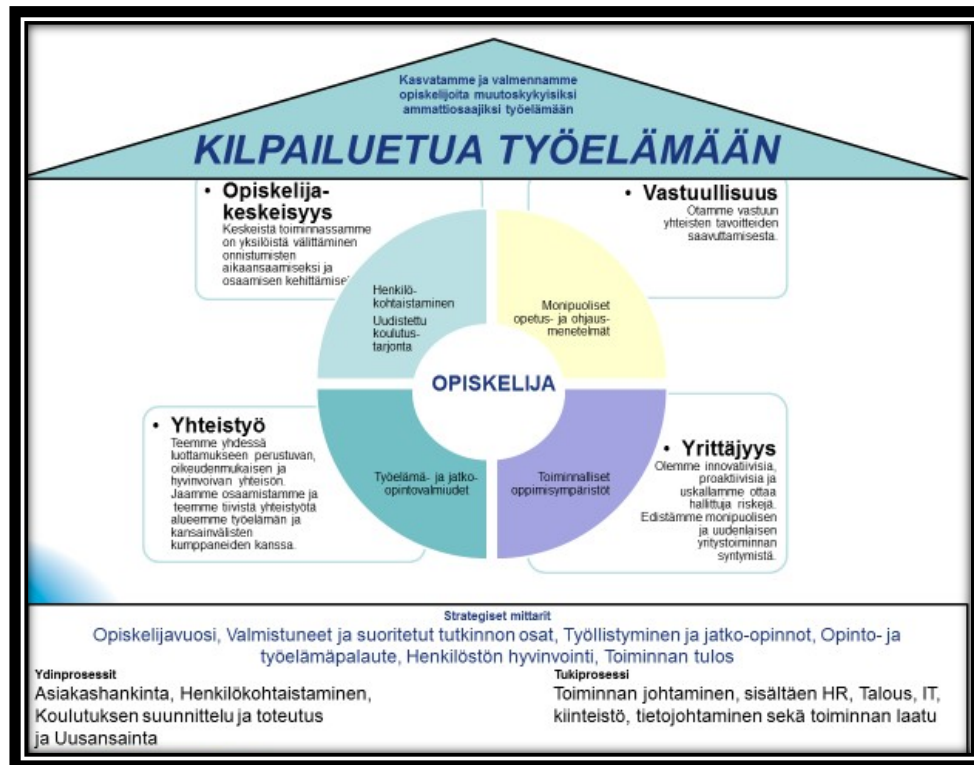 Kasvatamme ja valmennamme
opiskelijoita muutoskykyisiksi
ammattiosaajiksi työelämään
KILPAILUETUA TYÖELÄMÄÄN
• Opiskelija-
keskeisyys
Keskeistä toiminnassamme
on yksilöistä välittäminen
onnistumisten
aikaansaamiseksi ja
osaamisen kehittämise
• Vastuullisuus
Otamme vastuun
yhteisten tavoitteiden
saavuttamisesta.
Henkilö-
kohtaistaminen
Uudistettu
koulutus-
tarjonta
Monipuoliset
opetus- ja ohjaus-
menetelmät
OPISKELIJA
• Yhteistyö
Teemme yhdessä
luottamukseen perustuvan,
oikeudenmukaisen ja
hyvinvoivan yhteisön.
Jaamme osaamistamme ja
teemme tiivistä yhteistyötä
alueemme työelämän ja
kansainvälisten
kumppaneiden kanssa.
Työelämä- ja jatko-
opintovalmiudet
Toiminnalliset
oppimisympäristöt
• Yrittäjyys
Olemme innovatiivisia,
proaktiivisia ja
uskallamme ottaa
hallittuja riskejä.
Edistämme monipuolisen
ja uudenlaisen
yritystoiminnan
syntymistä.
Strategiset mittarit
Opiskelijavuosi, Valmistuneet ja suoritetut tutkinnon osat, Työllistyminen ja jatko-opinnot, Opinto- ja
työelämäpalaute, Henkilöstön hyvinvointi, Toiminnan tulos
Ydinprosessit
Asiakashankinta, Henkilökohtaistaminen,
Koulutuksen suunnittelu ja toteutus
ja Uusansainta
Tukiprosessi
Toiminnan johtaminen, sisältäen HR, Talous, IT,
kiinteistö, tietojohtaminen sekä toiminnan laatu